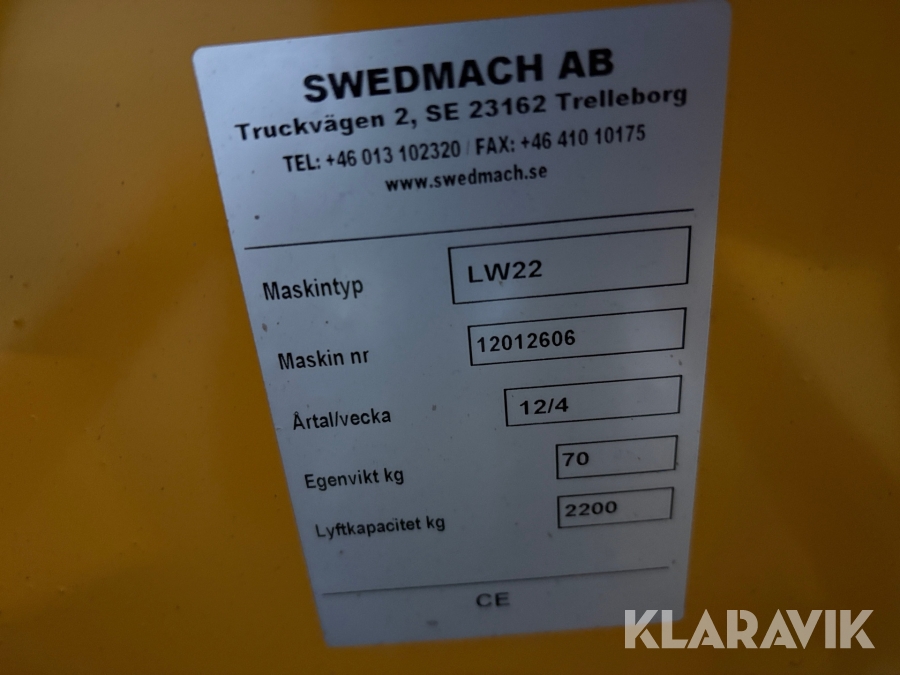 SWEDMACH AB
Truckvägen 2, SE 23162 Trelleborg
TEL: +46 013 102320 / FAX: +46 410 10175
www.swedmach.se
Maskintyp LW22
Maskin nr 12012606
Årtal/vecka 12/4
Egenvikt kg 70
Lyftkapacitet kg 2200
CE
KLARAVIK